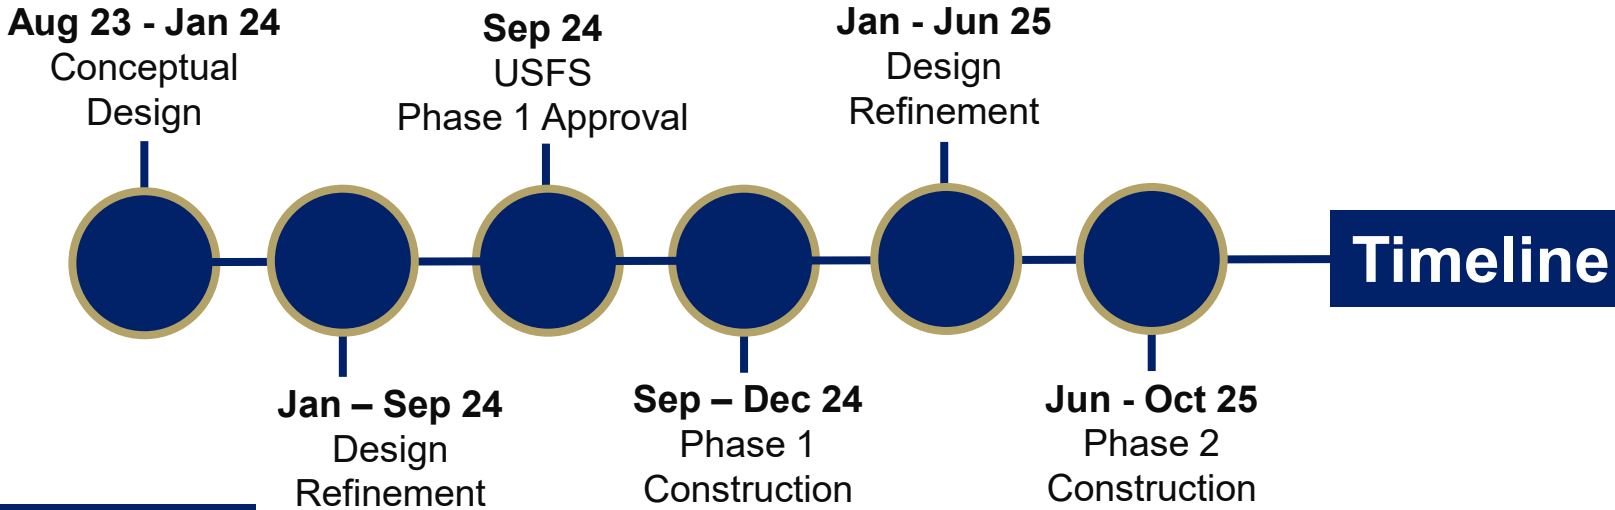 Aug 23 - Jan 24
Conceptual
Design
Sep 24
USFS
Phase 1 Approval
Jan - Jun 25
Design
Refinement
Timeline
Jan – Sep 24
Design
Refinement
Sep – Dec 24
Phase 1
Construction
Jun - Oct 25
Phase 2
Construction